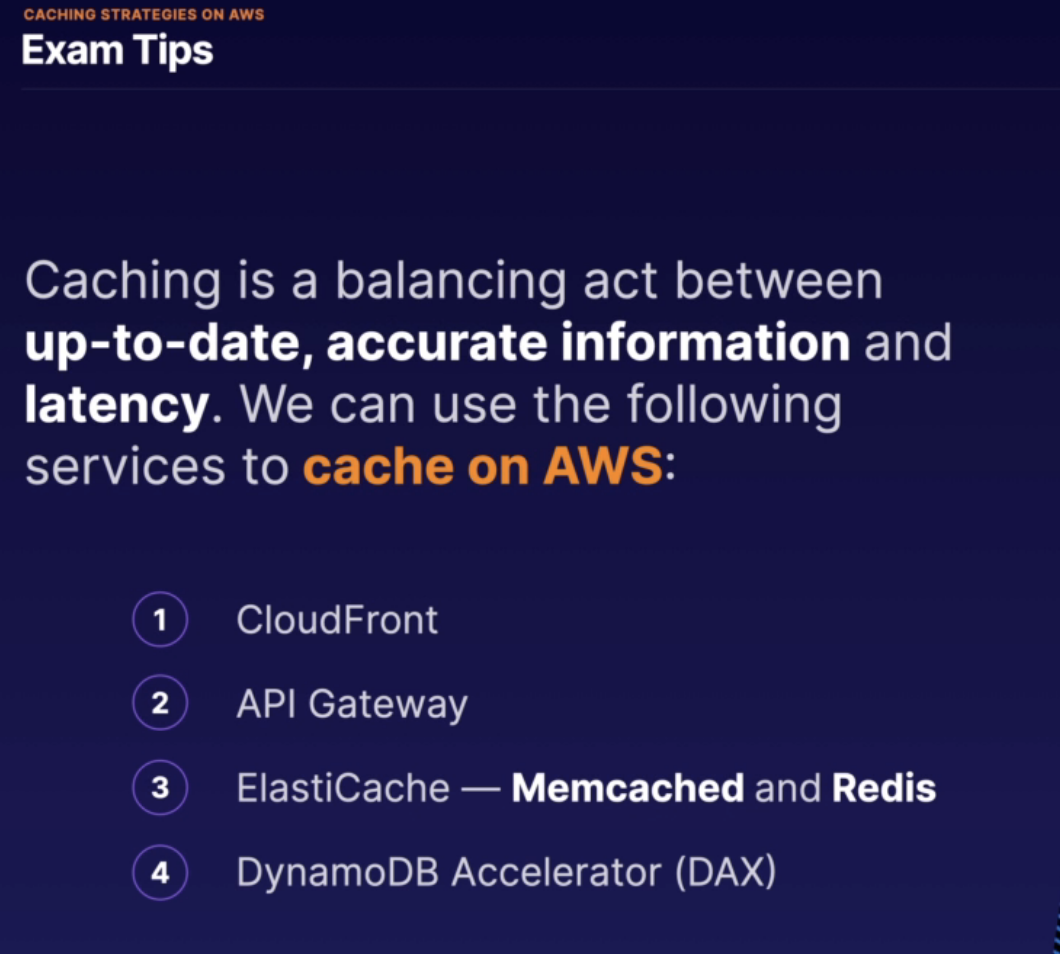 CACHING STRATEGIES ON AWS
Exam Tips
Caching is a balancing act between
up-to-date, accurate information and
latency. We can use the following
services to cache on AWS:
1 CloudFront
2 API Gateway
3 ElastiCache — Memcached and Redis
4 DynamoDB Accelerator (DAX)